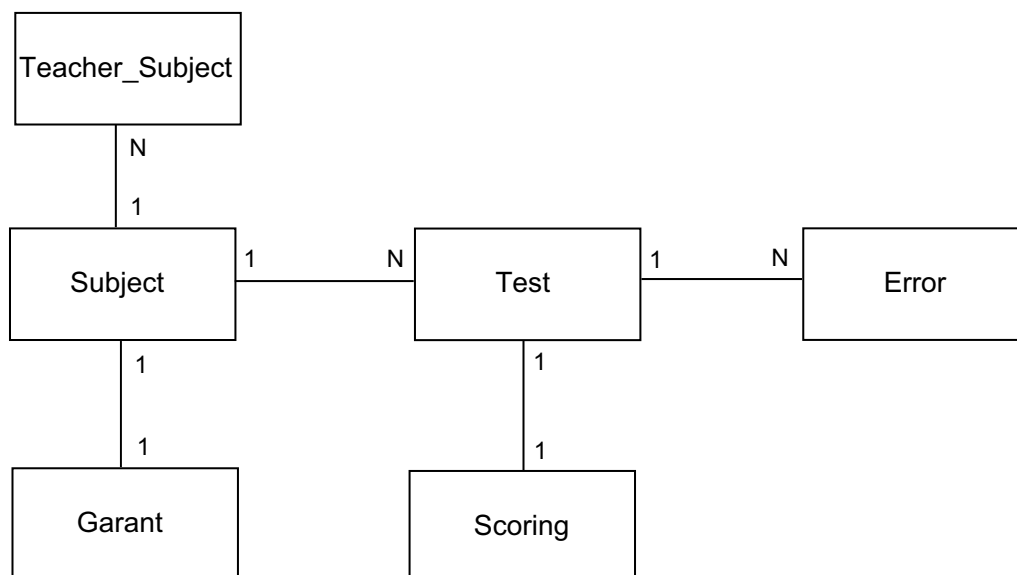 Teacher_Subject
N
1
Subject
1
N
Test
1
N
Error
1
1
1
1
Garant
Scoring